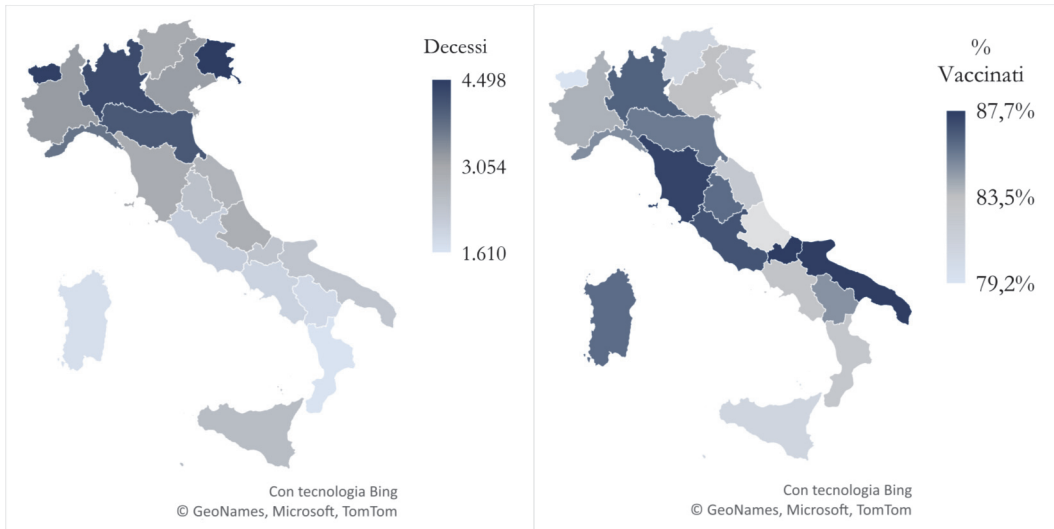 Decessi
4.498
3.054
1.610
Con tecnologia Bing
© GeoNames, Microsoft, TomTom
%
Vaccinati
87,7%
83,5%
79,2%
Con tecnologia Bing
© GeoNames, Microsoft, TomTom